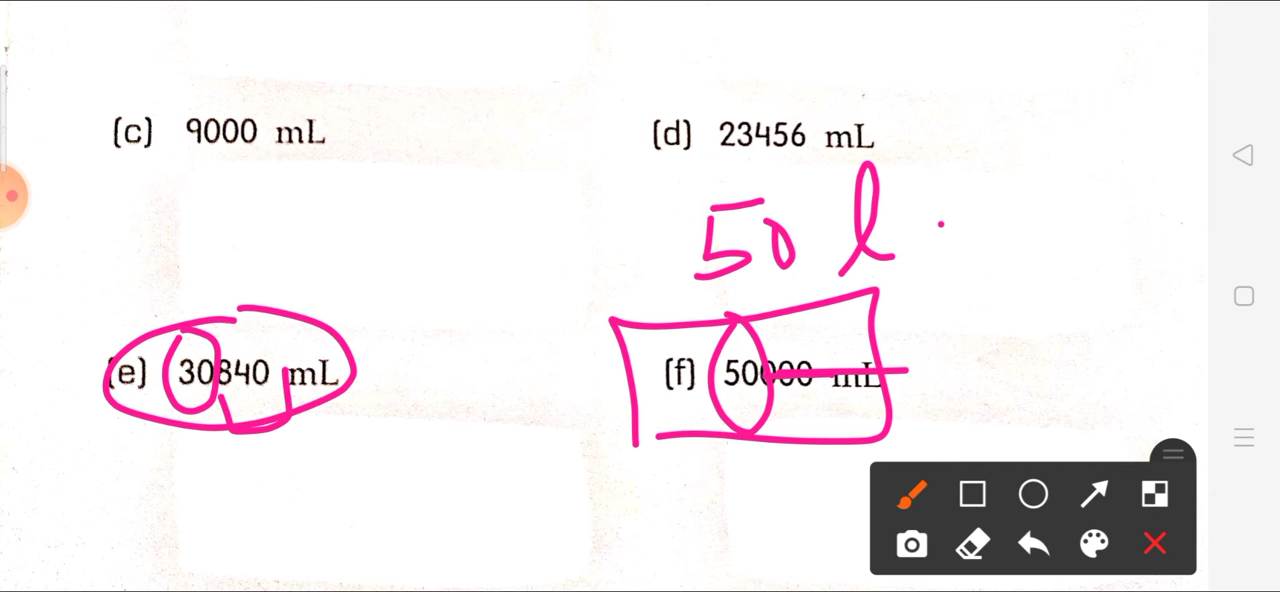 (c) 9000 mL
(d) 23456 mL
50 l
(e) 30840 mL
(f) 50000 mL